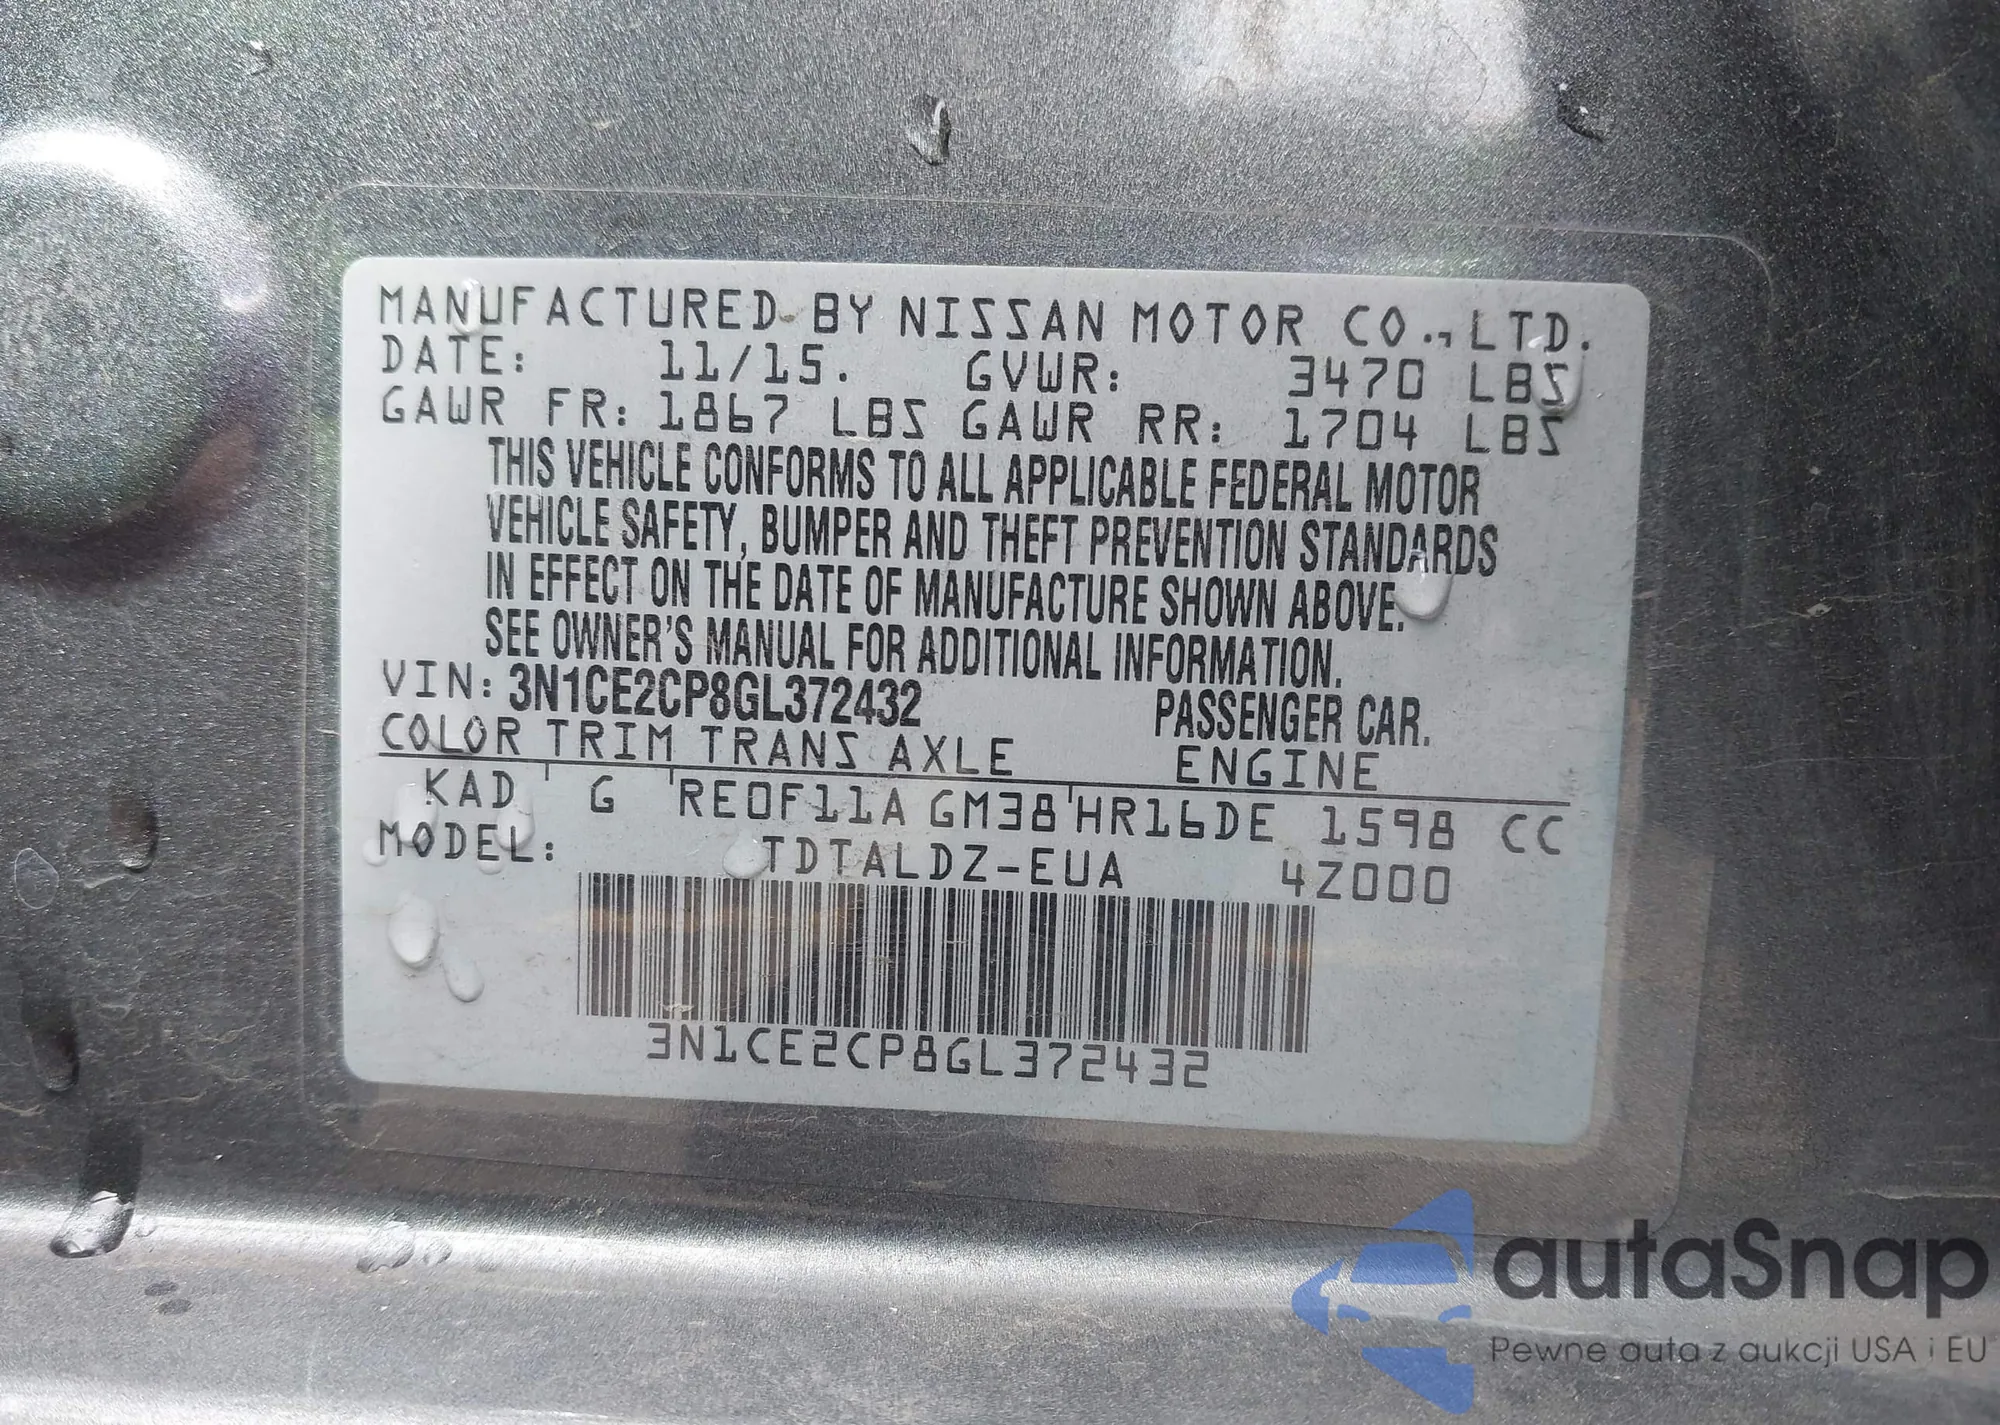 MANUFACTURED BY NISSAN MOTOR CO., LTD.
DATE: 11/15. GVWR: 3470 LBS
GAWR FR: 1867 LBS GAWR RR: 1704 LBS
THIS VEHICLE CONFORMS TO ALL APPLICABLE FEDERAL MOTOR
VEHICLE SAFETY, BUMPER AND THEFT PREVENTION STANDARDS
IN EFFECT ON THE DATE OF MANUFACTURE SHOWN ABOVE.
SEE OWNER'S MANUAL FOR ADDITIONAL INFORMATION.
VIN: 3N1CE2CP8GL372432 PASSENGER CAR.
COLOR TRIM TRANS AXLE ENGINE
KAD G RE0F11A GM38 HR16DE 1598 CC
MODEL: TDTALDZ-EUA 4Z000
3N1CE2CP8GL372432
autaSnap
Pewne auta z aukcji USA i EU